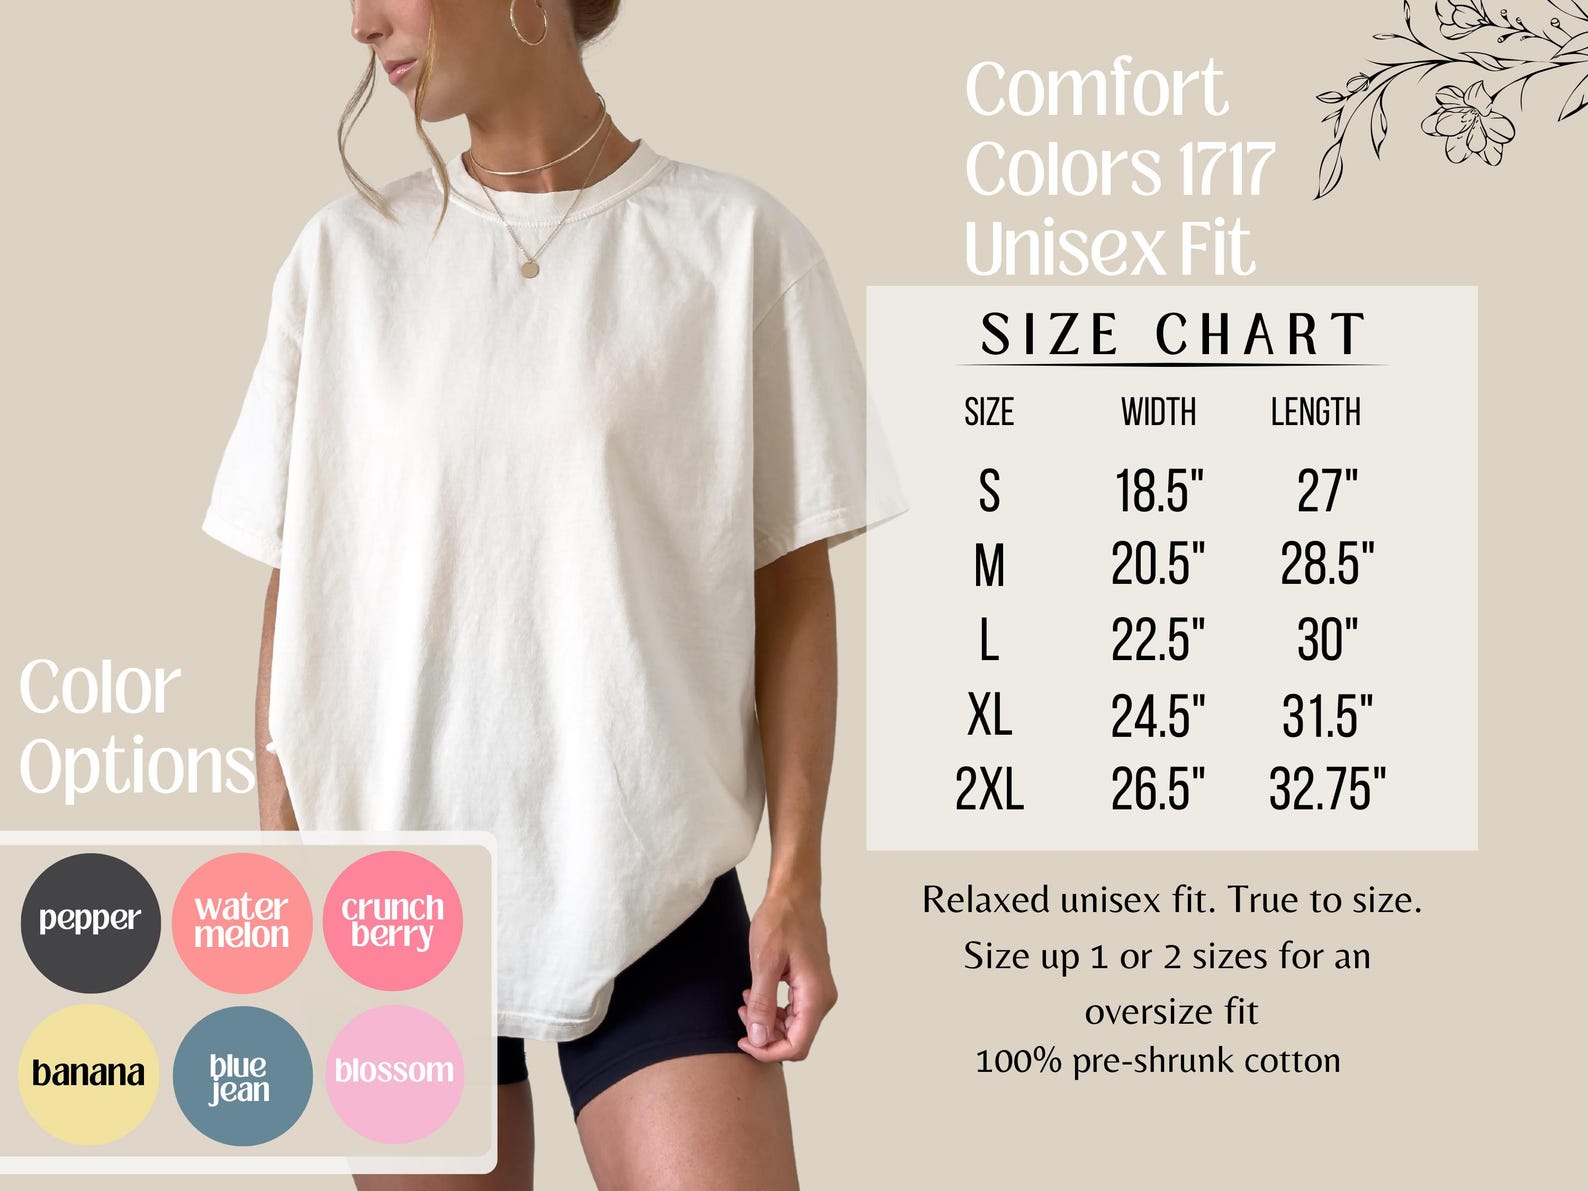 Comfort
Colors 1717
Unisex Fit
SIZE CHART
SIZE WIDTH LENGTH
S 18.5" 27"
M 20.5" 28.5"
L 22.5" 30"
XL 24.5" 31.5"
2XL 26.5" 32.75"
Relaxed unisex fit. True to size.
Size up 1 or 2 sizes for an
oversize fit
100% pre-shrunk cotton
Color
Options
pepper
water
melon
crunch
berry
banana
blue
jean
blossom